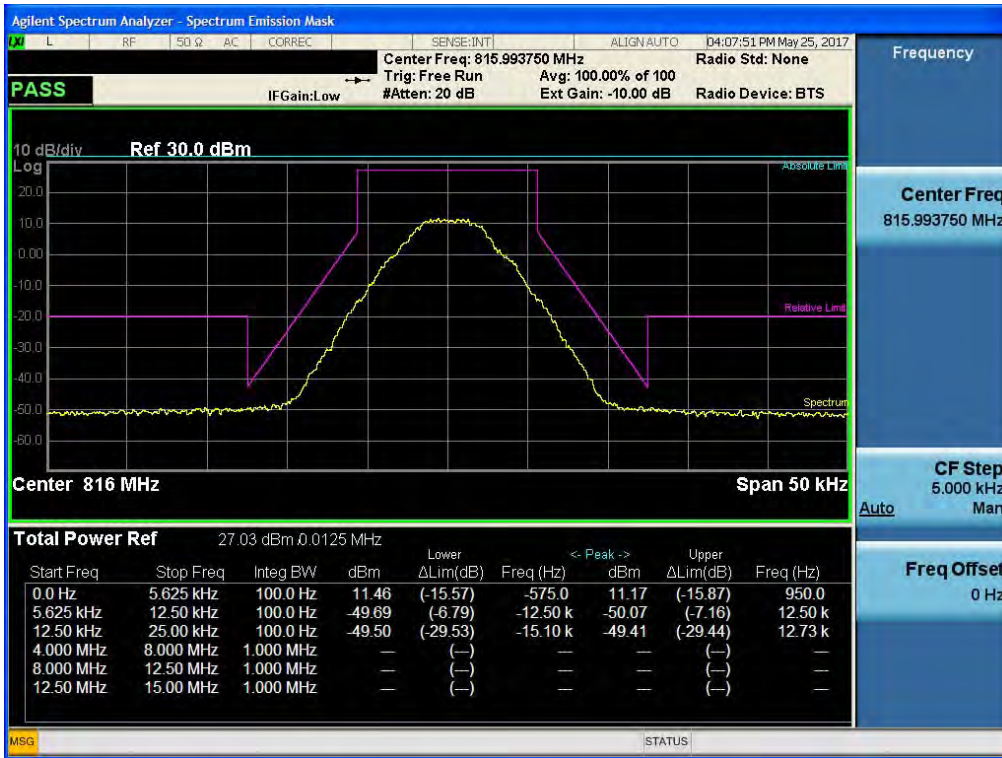 Agilent Spectrum Analyzer - Spectrum Emission Mask
LXI L RF 50 Ω AC CORREC SENSE:INT ALIGN AUTO 04:07:51 PM May 25, 2017
Center Freq: 815.993750 MHz Radio Std: None
Trig: Free Run Avg: 100.00% of 100
PASS IFGain:Low #Atten: 20 dB Ext Gain: -10.00 dB Radio Device: BTS
10 dB/div Ref 30.0 dBm
Log Absolute Limit
20.0
10.0
0.00
-10.0
-20.0 Relative Limit
-30.0
-40.0
-50.0 Spectrum
-60.0
Center 816 MHz Span 50 kHz
Total Power Ref 27.03 dBm / 0.0125 MHz
Lower <- Peak -> Upper
Start Freq Stop Freq Integ BW dBm ΔLim(dB) Freq (Hz) dBm ΔLim(dB) Freq (Hz)
0.0 Hz 5.625 kHz 100.0 Hz 11.46 (-15.57) -575.0 11.17 (-15.87) 950.0
5.625 kHz 12.50 kHz 100.0 Hz -49.69 (-6.79) -12.50 k -50.07 (-7.16) 12.50 k
12.50 kHz 25.00 kHz 100.0 Hz -49.50 (-29.53) -15.10 k -49.41 (-29.44) 12.73 k
4.000 MHz 8.000 MHz 1.000 MHz --- (---) --- --- (---) ---
8.000 MHz 12.50 MHz 1.000 MHz --- (---) --- --- (---) ---
12.50 MHz 15.00 MHz 1.000 MHz --- (---) --- --- (---) ---
MSG STATUS
Frequency
Center Freq
815.993750 MHz
CF Step
5.000 kHz
Auto Man
Freq Offset
0 Hz